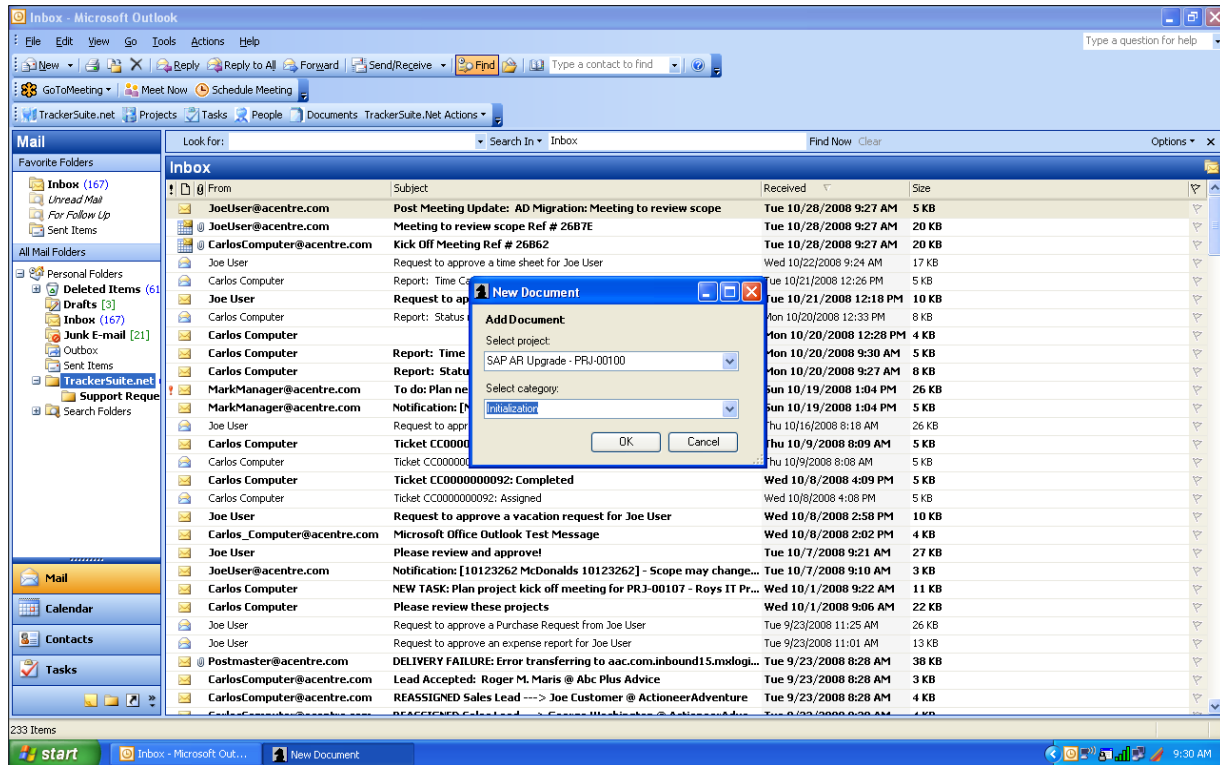 Inbox - Microsoft Outlook
File Edit View Go Tools Actions Help Type a question for help
New Reply Reply to All Forward Send/Receive Find Type a contact to find
GoToMeeting Meet Now Schedule Meeting
TrackerSuite.net Projects Tasks People Documents TrackerSuite.Net Actions
Mail
Look for: Search In Inbox Find Now Clear Options
Favorite Folders
Inbox (167)
Unread Mail
For Follow Up
Sent Items
All Mail Folders
Personal Folders
Deleted Items (61
Drafts [3]
Inbox (167)
Junk E-mail [21]
Outbox
Sent Items
TrackerSuite.net
Support Reque
Search Folders
Mail
Calendar
Contacts
Tasks
Inbox
From Subject Received Size
JoeUser@acentre.com Post Meeting Update: AD Migration: Meeting to review scope Tue 10/28/2008 9:27 AM 5 KB
JoeUser@acentre.com Meeting to review scope Ref # 26B7E Tue 10/28/2008 9:27 AM 20 KB
CarlosComputer@acentre.com Kick Off Meeting Ref # 26B62 Tue 10/28/2008 9:27 AM 20 KB
Joe User Request to approve a time sheet for Joe User Wed 10/22/2008 9:24 AM 17 KB
Carlos Computer Report: Time Ca Tue 10/21/2008 12:26 PM 5 KB
Joe User Request to ap Tue 10/21/2008 12:18 PM 10 KB
Carlos Computer Report: Status Mon 10/20/2008 12:33 PM 8 KB
Carlos Computer Mon 10/20/2008 12:28 PM 4 KB
Carlos Computer Report: Time Mon 10/20/2008 9:30 AM 5 KB
Carlos Computer Report: Statu Mon 10/20/2008 9:27 AM 8 KB
MarkManager@acentre.com To do: Plan ne Sun 10/19/2008 1:04 PM 26 KB
MarkManager@acentre.com Notification: [N Sun 10/19/2008 1:04 PM 5 KB
Joe User Request to appr Thu 10/16/2008 8:18 AM 26 KB
Carlos Computer Ticket CC0000 Thu 10/9/2008 8:09 AM 5 KB
Carlos Computer Ticket CC000000 Thu 10/9/2008 8:08 AM 5 KB
Carlos Computer Ticket CC0000000092: Completed Wed 10/8/2008 4:09 PM 5 KB
Carlos Computer Ticket CC0000000092: Assigned Wed 10/8/2008 4:08 PM 5 KB
Joe User Request to approve a vacation request for Joe User Wed 10/8/2008 2:58 PM 10 KB
Carlos_Computer@acentre.com Microsoft Office Outlook Test Message Wed 10/8/2008 2:02 PM 4 KB
Joe User Please review and approve! Tue 10/7/2008 9:21 AM 27 KB
JoeUser@acentre.com Notification: [10123262 McDonalds 10123262] - Scope may change... Tue 10/7/2008 9:10 AM 3 KB
Carlos Computer NEW TASK: Plan project kick off meeting for PRJ-00107 - Roys IT Pr... Wed 10/1/2008 9:22 AM 11 KB
Carlos Computer Please review these projects Wed 10/1/2008 9:06 AM 22 KB
Joe User Request to approve a Purchase Request from Joe User Tue 9/23/2008 11:25 AM 26 KB
Joe User Request to approve an expense report for Joe User Tue 9/23/2008 11:01 AM 13 KB
Postmaster@acentre.com DELIVERY FAILURE: Error transferring to aac.com.inbound15.mxlogi... Tue 9/23/2008 8:28 AM 38 KB
CarlosComputer@acentre.com Lead Accepted: Roger M. Maris @ Abc Plus Advice Tue 9/23/2008 8:28 AM 3 KB
CarlosComputer@acentre.com REASSIGNED Sales Lead ---> Joe Customer @ ActioneerAdventure Tue 9/23/2008 8:28 AM 4 KB
New Document
Add Document
Select project:
SAP AR Upgrade - PRJ-00100
Select category:
Initialization
OK Cancel
233 Items
start Inbox - Microsoft Out... New Document 9:30 AM